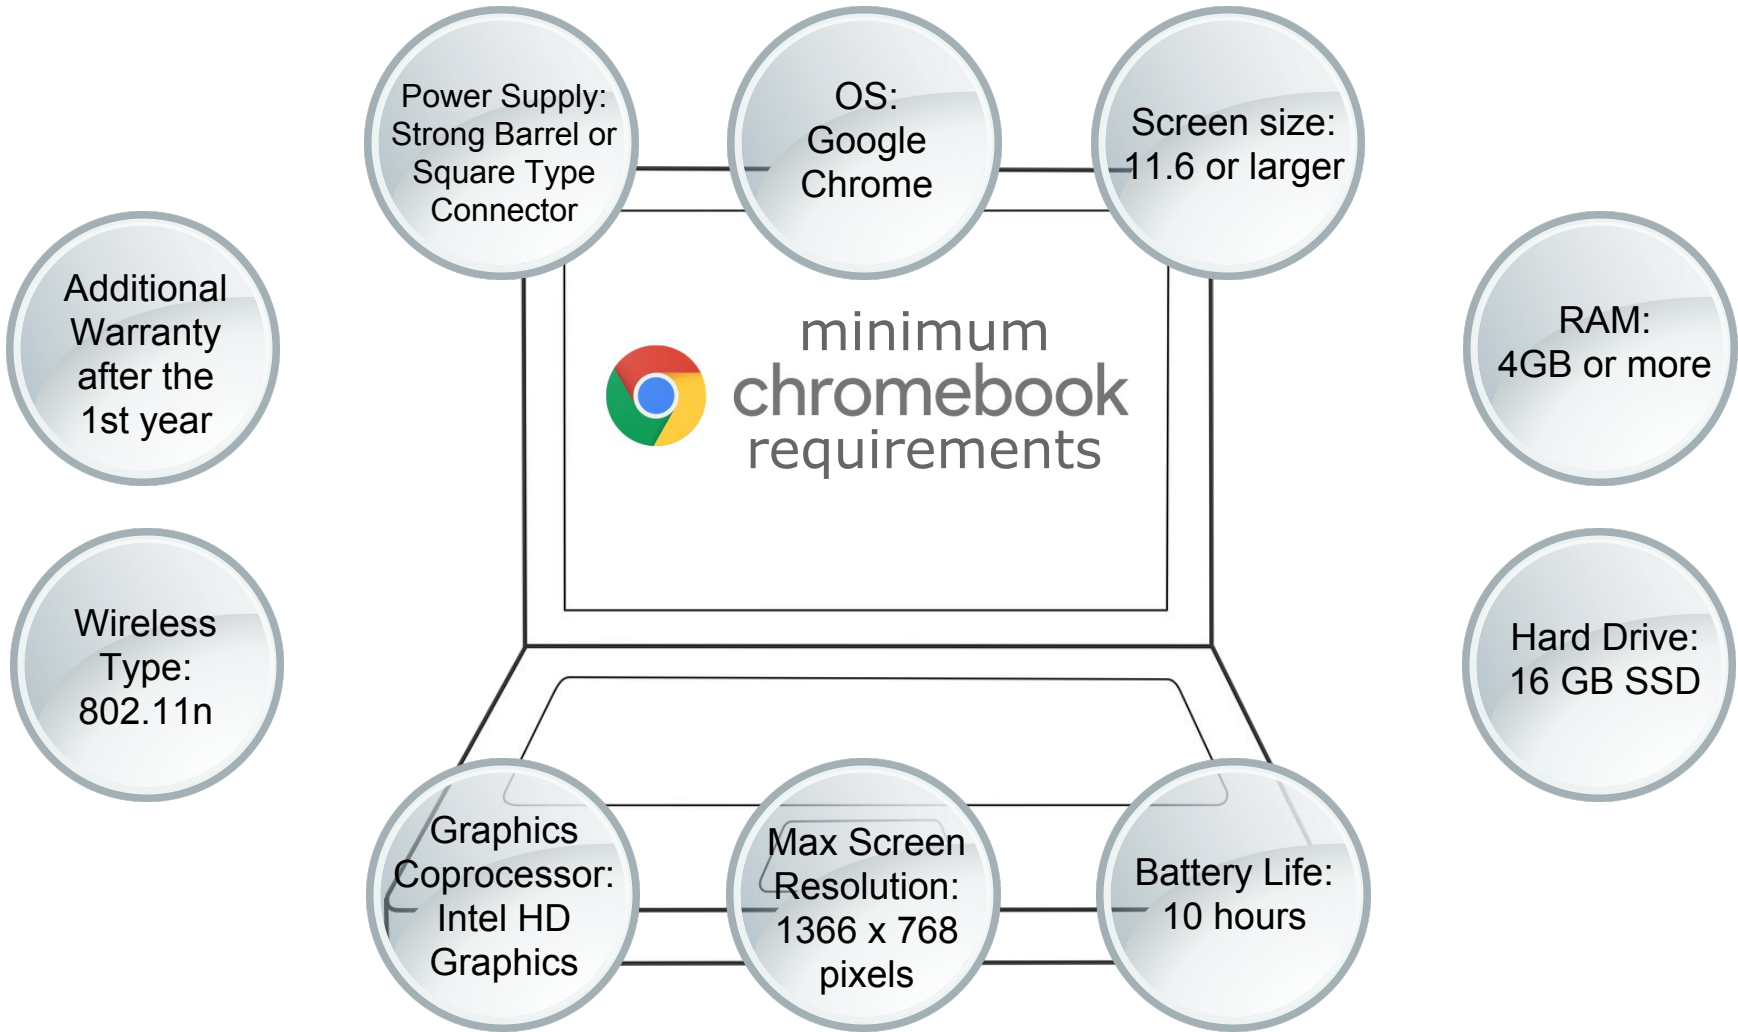 Power Supply:
Strong Barrel or
Square Type
Connector
OS:
Google
Chrome
Screen size:
11.6 or larger
Additional
Warranty
after the
1st year
minimum
chromebook
requirements
RAM:
4GB or more
Wireless
Type:
802.11n
Hard Drive:
16 GB SSD
Graphics
Coprocessor:
Intel HD
Graphics
Max Screen
Resolution:
1366 x 768
pixels
Battery Life:
10 hours